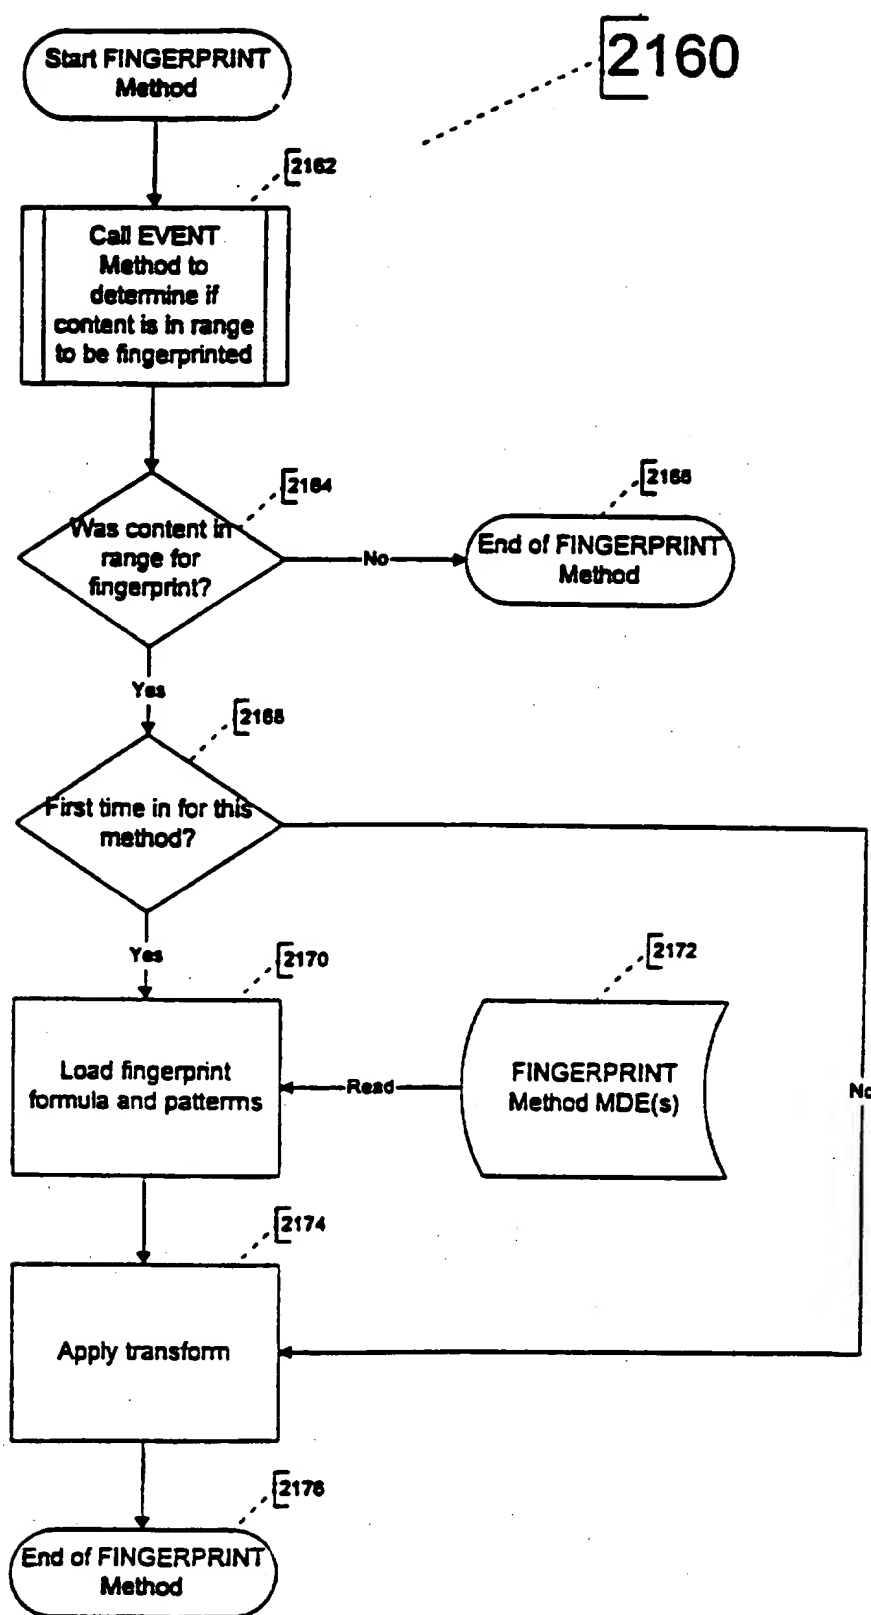 Start FINGERPRINT
Method
2160
2162
Call EVENT
Method to
determine if
content is in range
to be fingerprinted
2164
Was content in
range for
fingerprint?
No
2166
End of FINGERPRINT
Method
Yes
2168
First time in for this
method?
Yes
2170
2172
Load fingerprint
formula and patterns
Read
FINGERPRINT
Method MDE(s)
No
2174
Apply transform
2176
End of FINGERPRINT
Method